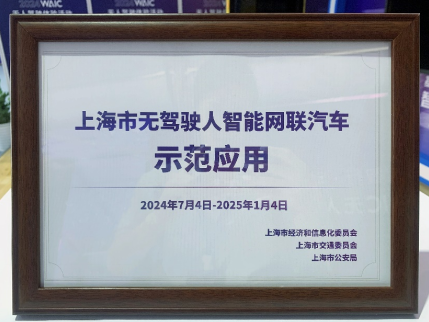 2024 WAIC
上海市无驾驶人智能网联汽车
示范应用
2024年7月4日-2025年1月4日
上海市经济和信息化委员会
上海市交通委员会
上海市公安局